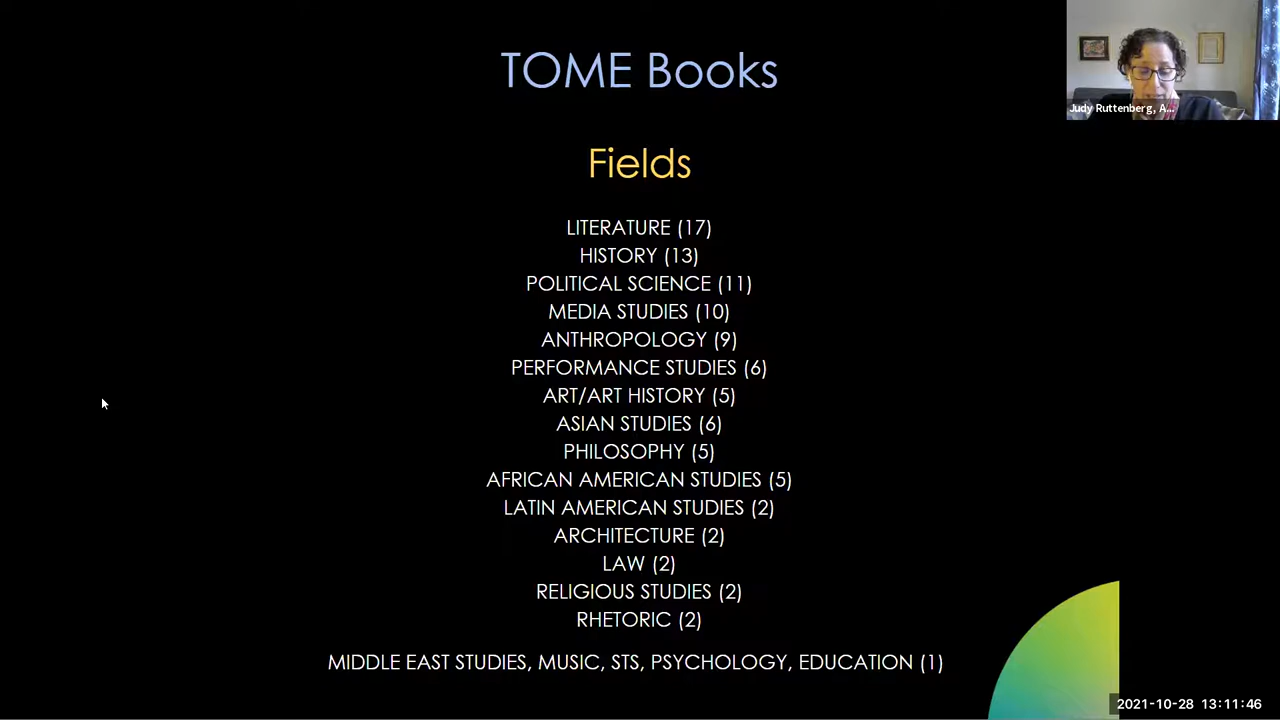 TOME Books
Judy Ruttenberg, A...
Fields
LITERATURE (17)
HISTORY (13)
POLITICAL SCIENCE (11)
MEDIA STUDIES (10)
ANTHROPOLOGY (9)
PERFORMANCE STUDIES (6)
ART/ART HISTORY (5)
ASIAN STUDIES (6)
PHILOSOPHY (5)
AFRICAN AMERICAN STUDIES (5)
LATIN AMERICAN STUDIES (2)
ARCHITECTURE (2)
LAW (2)
RELIGIOUS STUDIES (2)
RHETORIC (2)
MIDDLE EAST STUDIES, MUSIC, STS, PSYCHOLOGY, EDUCATION (1)
2021-10-28 13:11:46